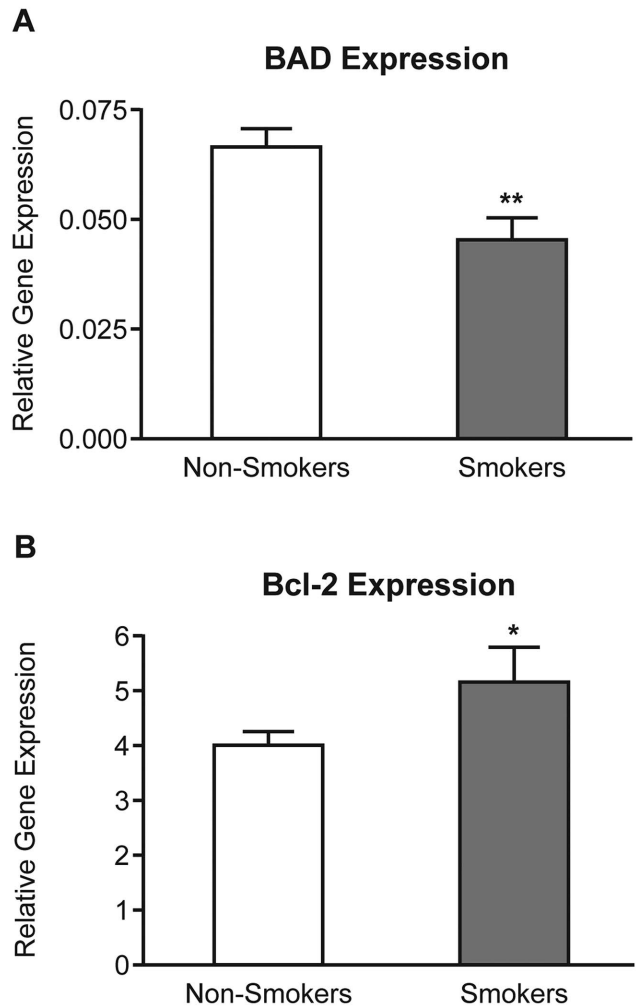 A
BAD Expression
Relative Gene Expression
0.075
0.050
0.025
0.000
**
Non-Smokers Smokers
B
Bcl-2 Expression
Relative Gene Expression
6
5
4
3
2
1
0
*
Non-Smokers Smokers